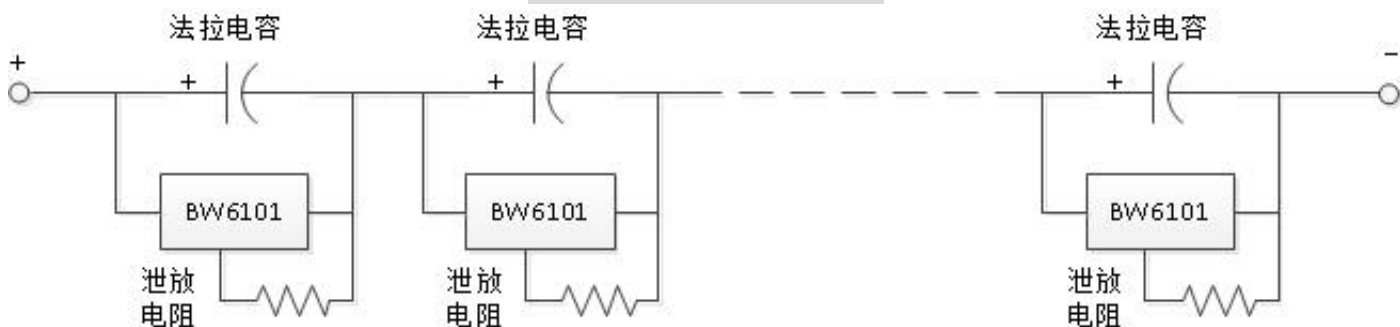 法拉电容 法拉电容 法拉电容
+ + + + −
BW6101 BW6101 BW6101
泄放 泄放 泄放
电阻 电阻 电阻